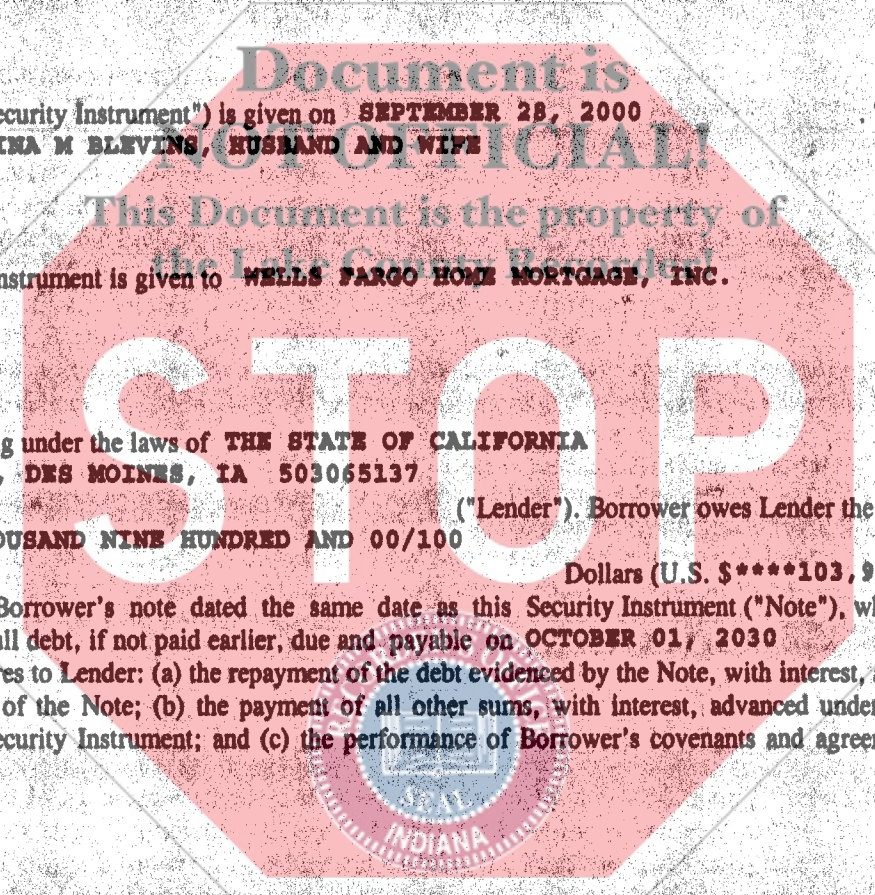 Document is
ecurity Instrument") is given on SEPTEMBER 28, 2000
NOT OFFICIAL!
INA M BLEVINS, HUSBAND AND WIFE
This Document is the property of
the Lake County Recorder!
nstrument is given to WELLS FARGO HOME MORTGAGE, INC.
STOP
g under the laws of THE STATE OF CALIFORNIA
, DES MOINES, IA 503065137
("Lender"). Borrower owes Lender the
OUSAND NINE HUNDRED AND 00/100
Dollars (U.S. $****103,9
Borrower's note dated the same date as this Security Instrument ("Note"), wh
ll debt, if not paid earlier, due and payable on OCTOBER 01, 2030
res to Lender: (a) the repayment of the debt evidenced by the Note, with interest,
of the Note; (b) the payment of all other sums, with interest, advanced under
ecurity Instrument; and (c) the performance of Borrower's covenants and agreer
SEAL
INDIANA